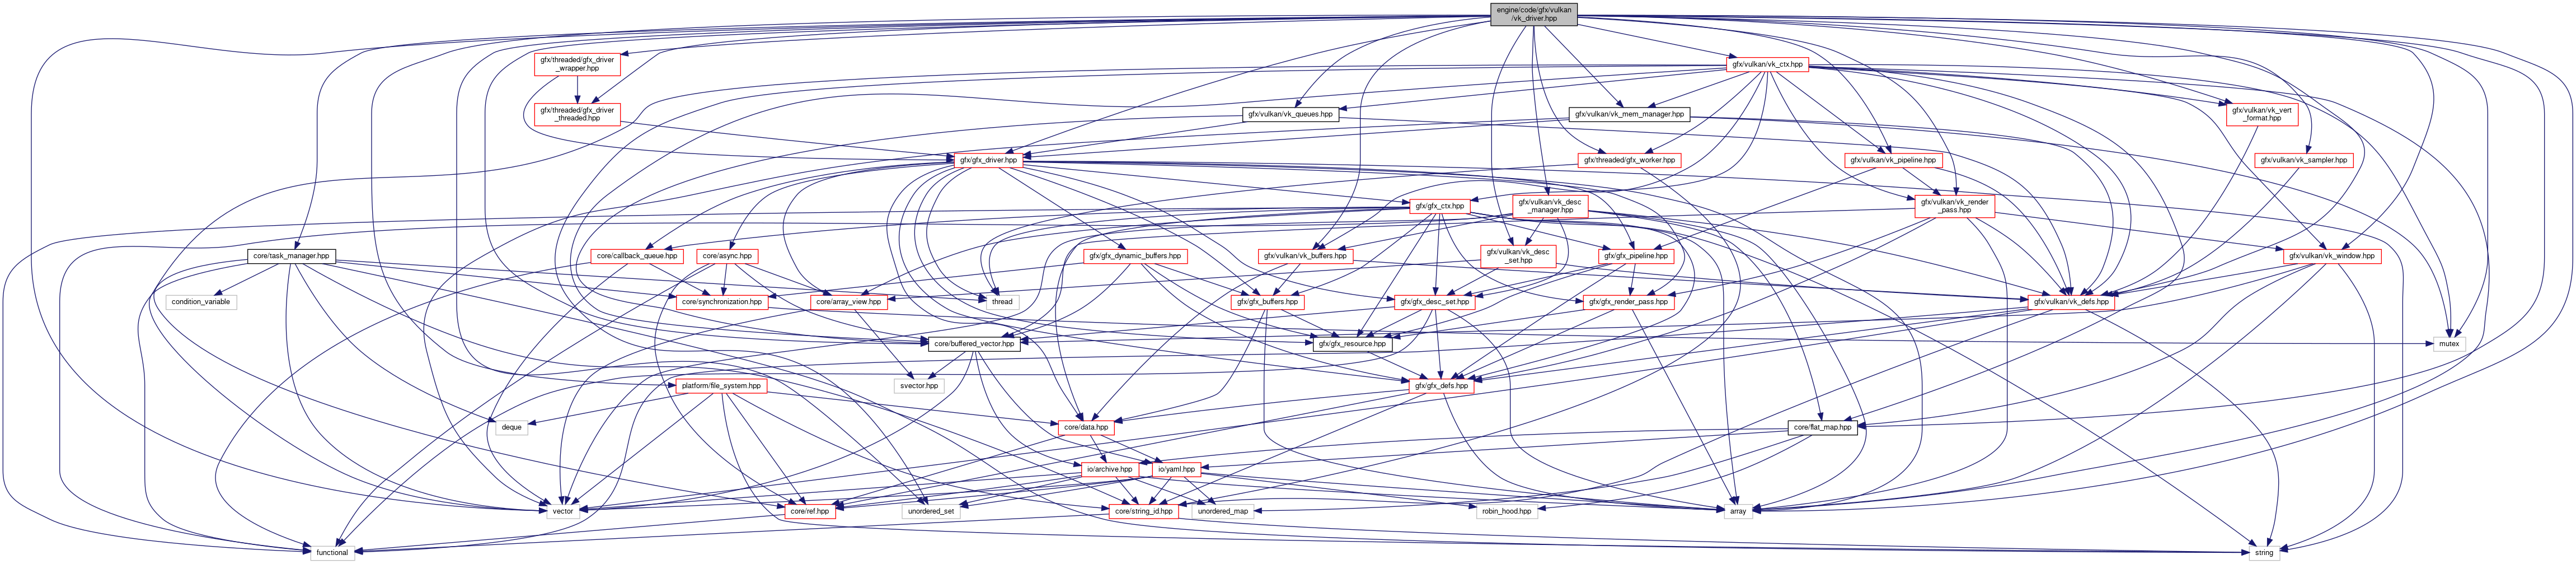 engine/code/gfx/vulkan
/vk_driver.hpp
gfx/threaded/gfx_driver
_wrapper.hpp
gfx/vulkan/vk_ctx.hpp
gfx/threaded/gfx_driver
_threaded.hpp
gfx/vulkan/vk_queues.hpp
gfx/vulkan/vk_mem_manager.hpp
gfx/vulkan/vk_vert
_format.hpp
gfx/gfx_driver.hpp
gfx/threaded/gfx_worker.hpp
gfx/vulkan/vk_pipeline.hpp
gfx/vulkan/vk_sampler.hpp
gfx/gfx_ctx.hpp
gfx/vulkan/vk_desc
_manager.hpp
gfx/vulkan/vk_render
_pass.hpp
core/task_manager.hpp
core/callback_queue.hpp
core/async.hpp
gfx/gfx_dynamic_buffers.hpp
gfx/vulkan/vk_buffers.hpp
gfx/vulkan/vk_desc
_set.hpp
gfx/gfx_pipeline.hpp
gfx/vulkan/vk_window.hpp
condition_variable
core/synchronization.hpp
core/array_view.hpp
thread
gfx/gfx_buffers.hpp
gfx/gfx_desc_set.hpp
gfx/gfx_render_pass.hpp
gfx/vulkan/vk_defs.hpp
core/buffered_vector.hpp
gfx/gfx_resource.hpp
mutex
platform/file_system.hpp
svector.hpp
gfx/gfx_defs.hpp
deque
core/data.hpp
core/flat_map.hpp
io/archive.hpp
io/yaml.hpp
vector
core/ref.hpp
unordered_set
core/string_id.hpp
unordered_map
robin_hood.hpp
array
functional
string